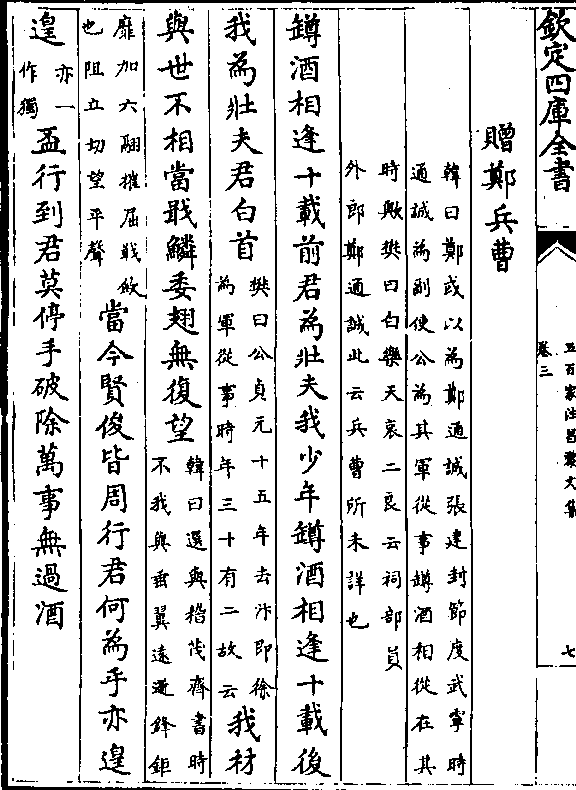 欽定四庫全書
卷三
五百家注昌黎文集
七
贈鄭兵曹
韓曰鄭或以為鄭通誠張建封節度武寧時
通誠為副使公為其軍從事罇酒相從在其
時歟樊曰白樂天哀二良云祠部員
外郎鄭通誠此云兵曹所未詳也
罇酒相逢十載前君為壯夫我少年罇酒相逢十載後
我為壯夫君白首
樊曰公貞元十五年去汴即徐
為軍從事時年三十有二故云
我材
與世不相當戢鱗委翅無復望
韓曰選與嵇茂齊書時
不我與垂翼遠逝鋒鉅
靡加六翮摧屈戢斂
也阻立切望平聲
當今賢俊皆周行君何為乎亦遑
遑
亦一
作獨
盃行到君莫停手破除萬事無過酒